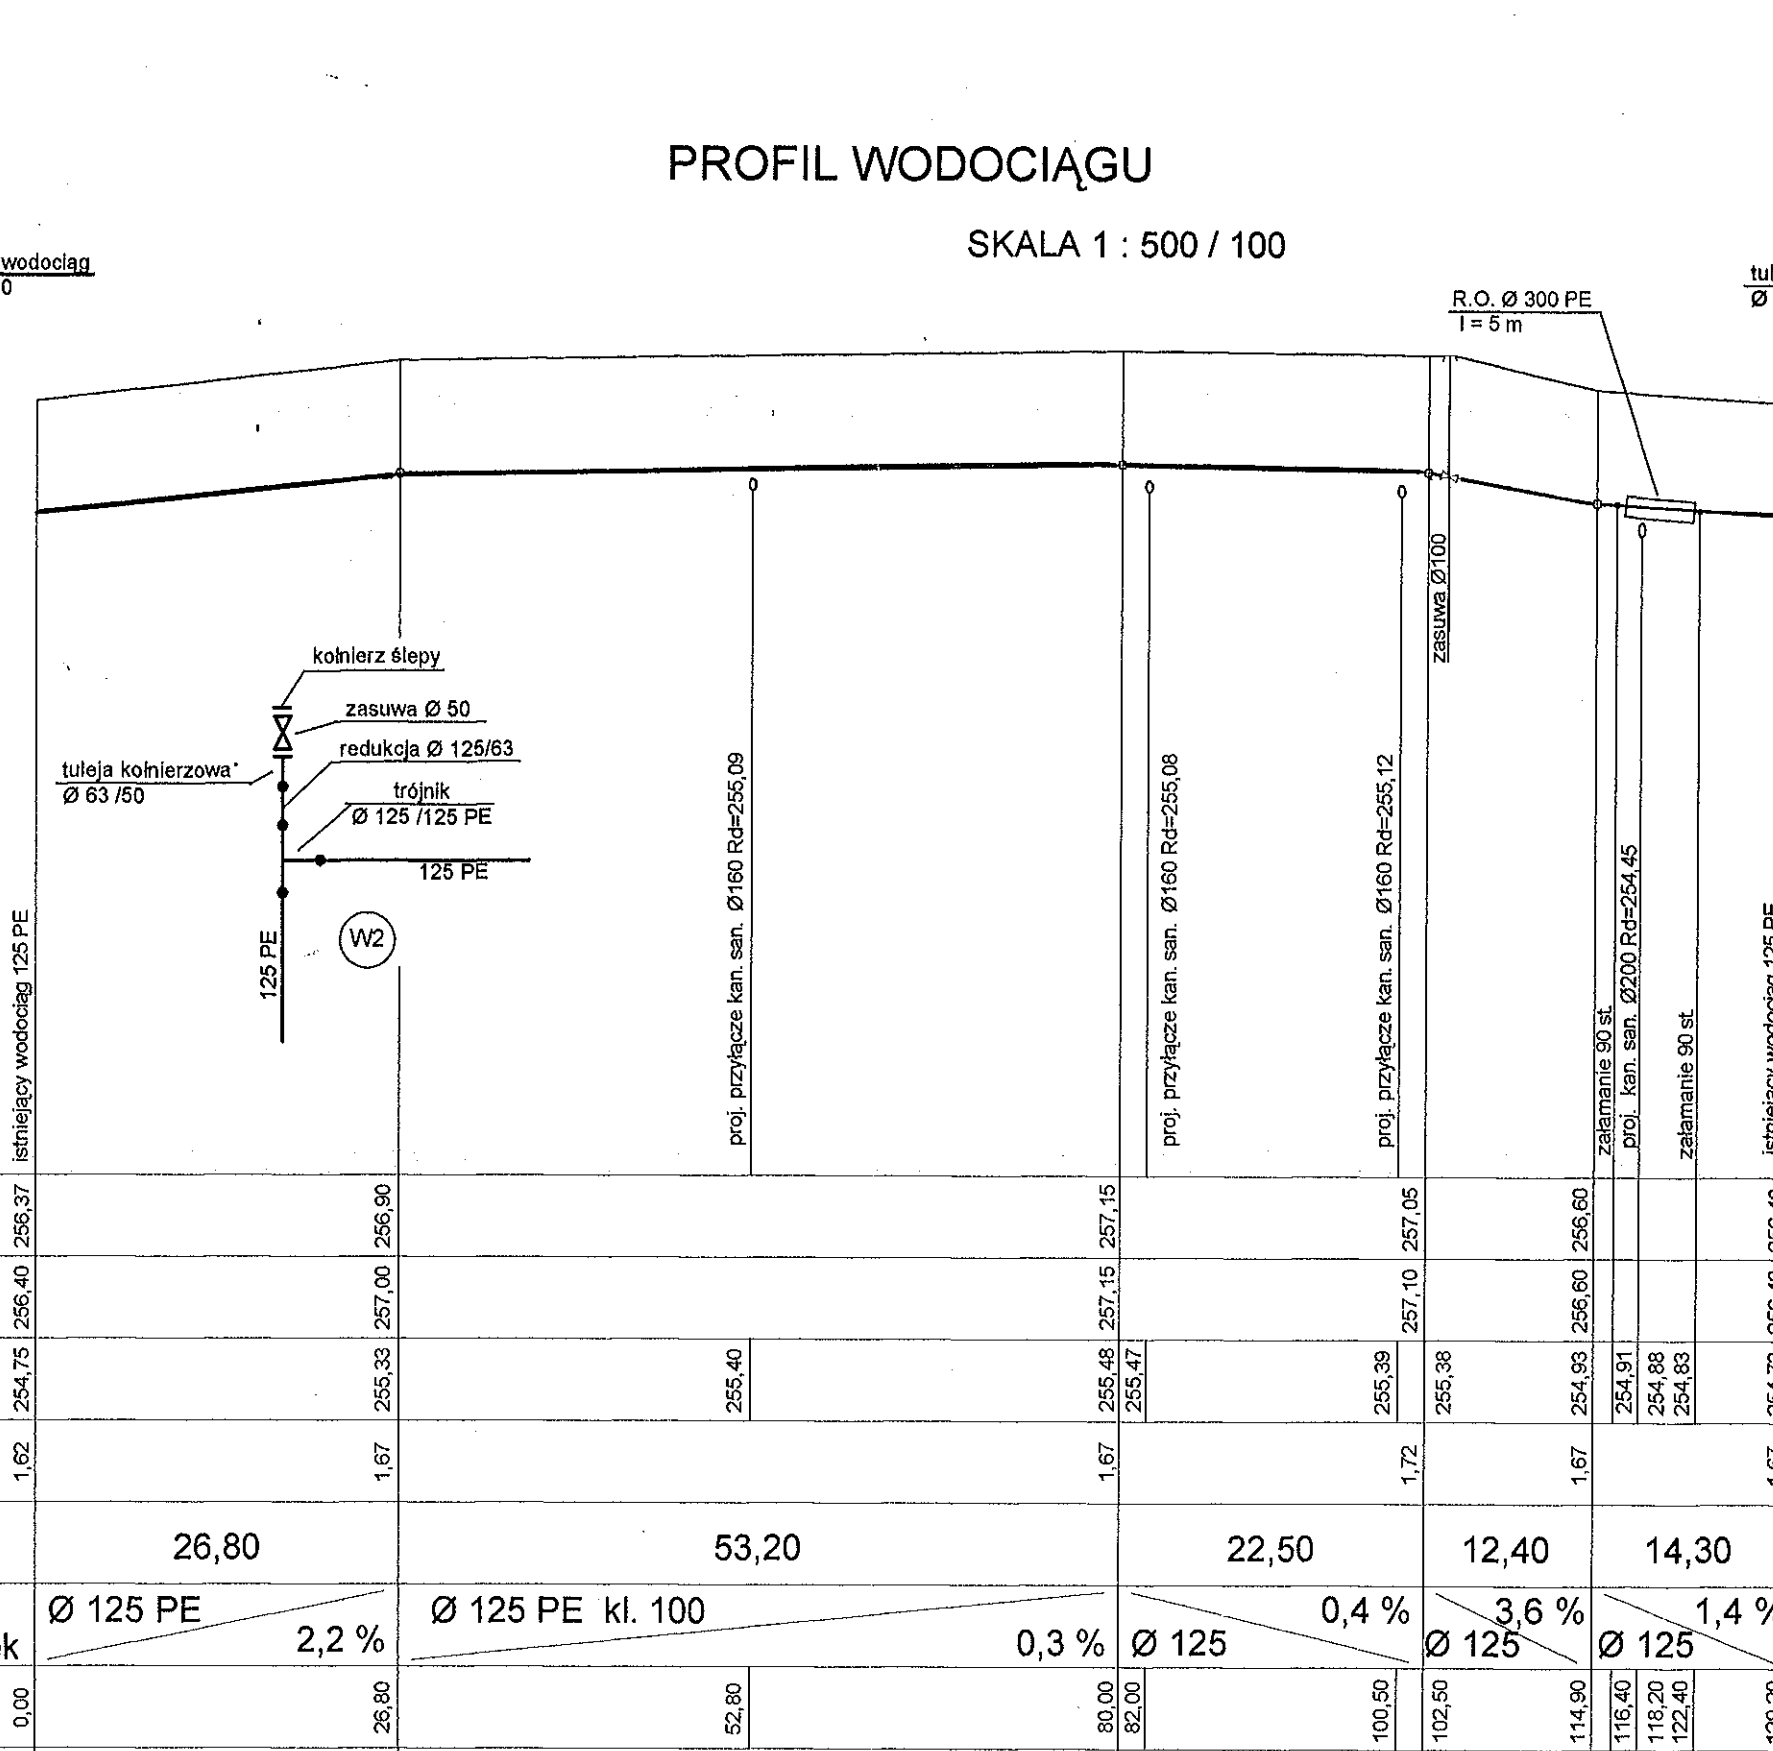 PROFIL WODOCIĄGU
SKALA 1 : 500 / 100
wodociąg
0
R.O. Ø 300 PE
l = 5 m
tul
Ø
kołnierz ślepy
zasuwa Ø 50
redukcja Ø 125/63
tuleja kołnierzowa
Ø 63 /50
trójnik
Ø 125 /125 PE
125 PE
125 PE
W2
zasuwa Ø100
istniejący wodociąg 125 PE
proj. przyłącze kan. san. Ø160 Rd=255,09
proj. przyłącze kan. san. Ø160 Rd=255,08
proj. przyłącze kan. san. Ø160 Rd=255,12
załamanie 90 st.
proj. kan. san. Ø200 Rd=254,45
załamanie 90 st.
istniejący wodociąg 125 PE
256,37 256,90 257,15 257,05 256,60
256,40 257,00 257,15 257,10 256,60
254,75 255,33 255,40 255,48 255,47 255,39 255,38 254,93 254,91 254,88 254,83
1,62 1,67 1,67 1,72 1,67
26,80 53,20 22,50 12,40 14,30
Ø 125 PE Ø 125 PE kl. 100 0,4 % 3,6 % 1,4 %
k 2,2 % 0,3 % Ø 125 Ø 125 Ø 125
0,00 26,80 52,80 80,00 82,00 100,50 102,50 114,90 116,40 118,20 122,40